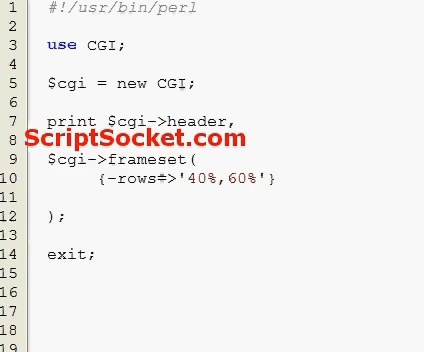 1 #!/usr/bin/perl
2
3 use CGI;
4
5 $cgi = new CGI;
6
7 print $cgi->header,
8 ScriptSocket.com
9 $cgi->frameset(
10 {-rows=>'40%,60%'}
11
12 );
13
14 exit;
15
16
17
18
19